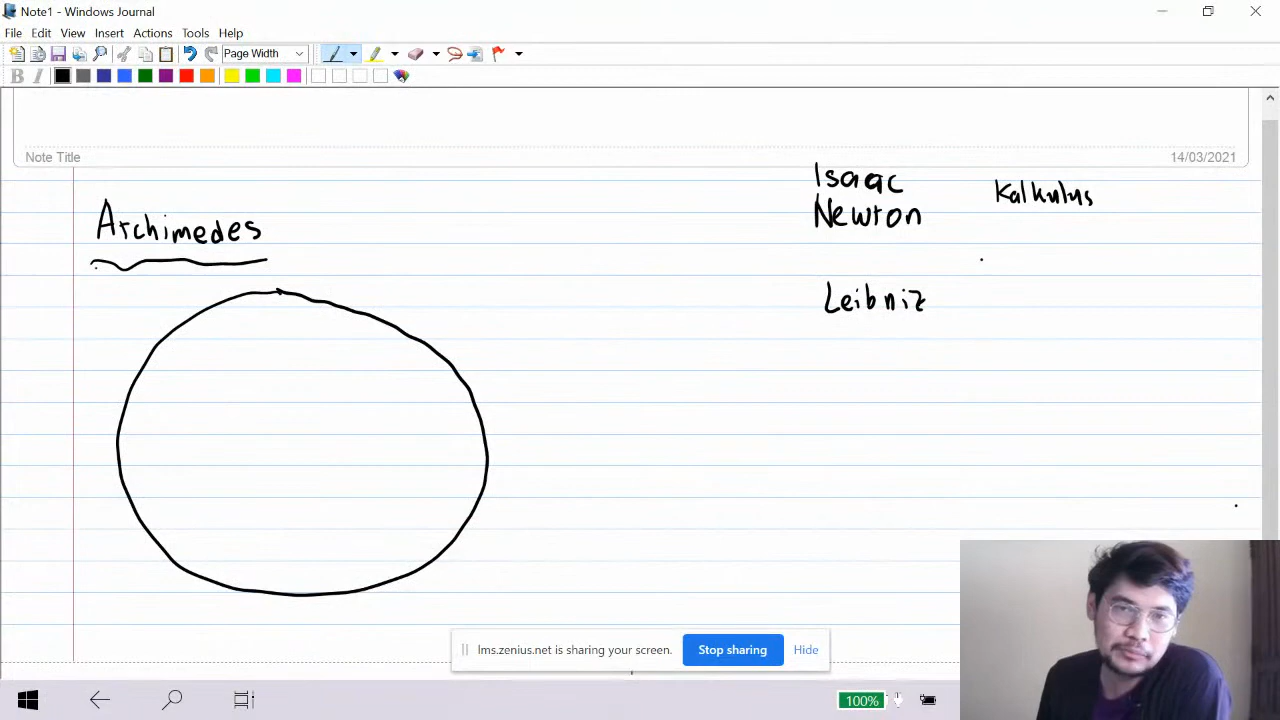 Note1 - Windows Journal
File Edit View Insert Actions Tools Help
Page Width
B I
Note Title
14/03/2021
Isaac
Newton
Kalkulus
Archimedes
Leibniz
lms.zenius.net is sharing your screen.
Stop sharing
Hide
100%